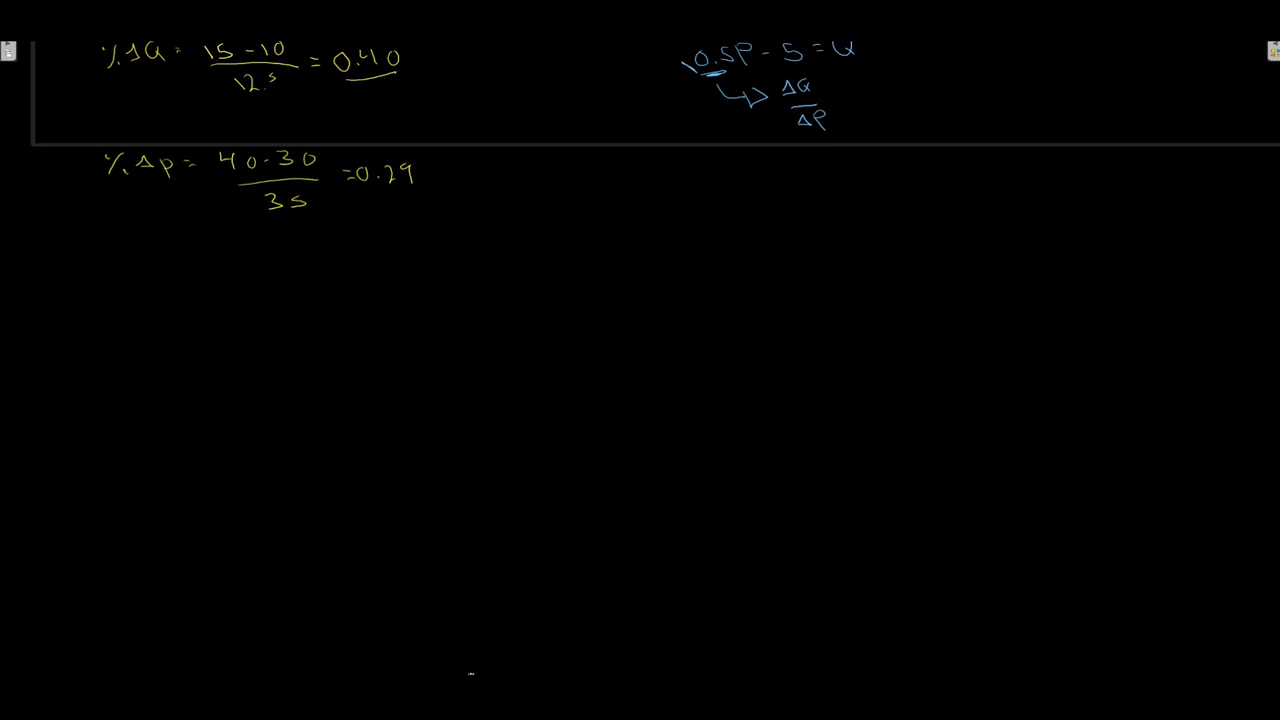 %ΔQ = 15-10/12.5 = 0.40
0.5P - 5 = Q
ΔQ/ΔP
%Δp = 40-30/35 = 0.29